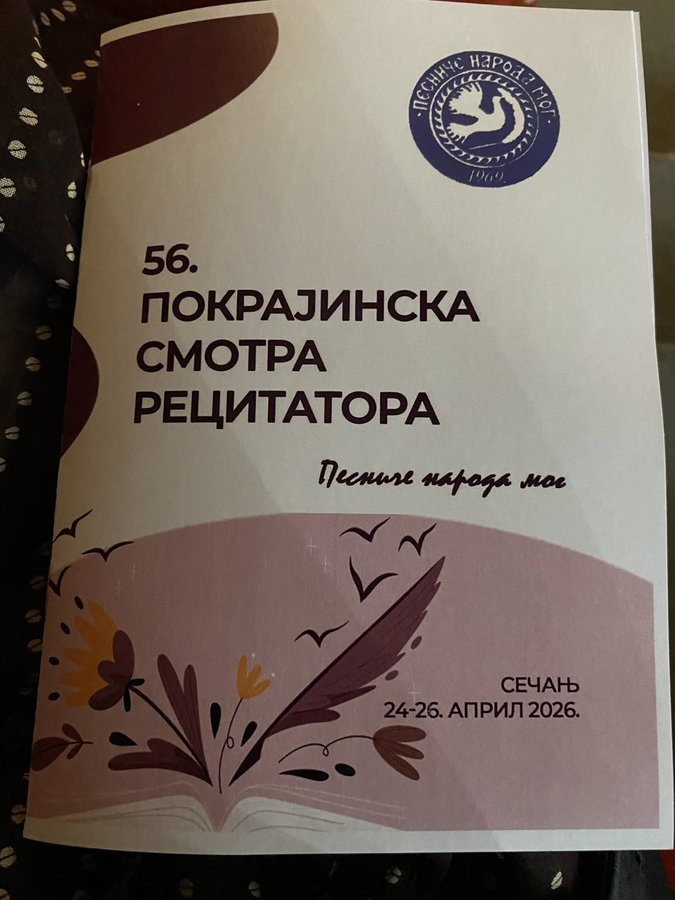 ·ПЕСНИЧЕ НАРОДА МОГ·
1969.
56.
ПОКРАЈИНСКА
СМОТРА
РЕЦИТАТОРА
Песниче народа мог
СЕЧАЊ
24-26. АПРИЛ 2026.